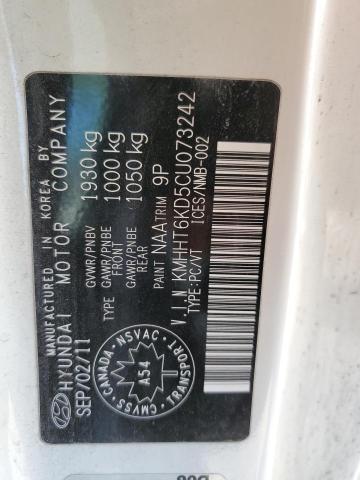 MANUFACTURED IN KOREA BY
HYUNDAI MOTOR COMPANY
SEP/02/11
GVWR/PNBV 1930 kg
GAWR/PNBE FRONT 1000 kg
GAWR/PNBE REAR 1050 kg
PAINT NAA TRIM 9P
V.I.N KMHHT6KD5CU073242
TYPE:PC/VT ICES/NMB-002
CANADA NSVAC
A54
CMVSS TRANSPORT